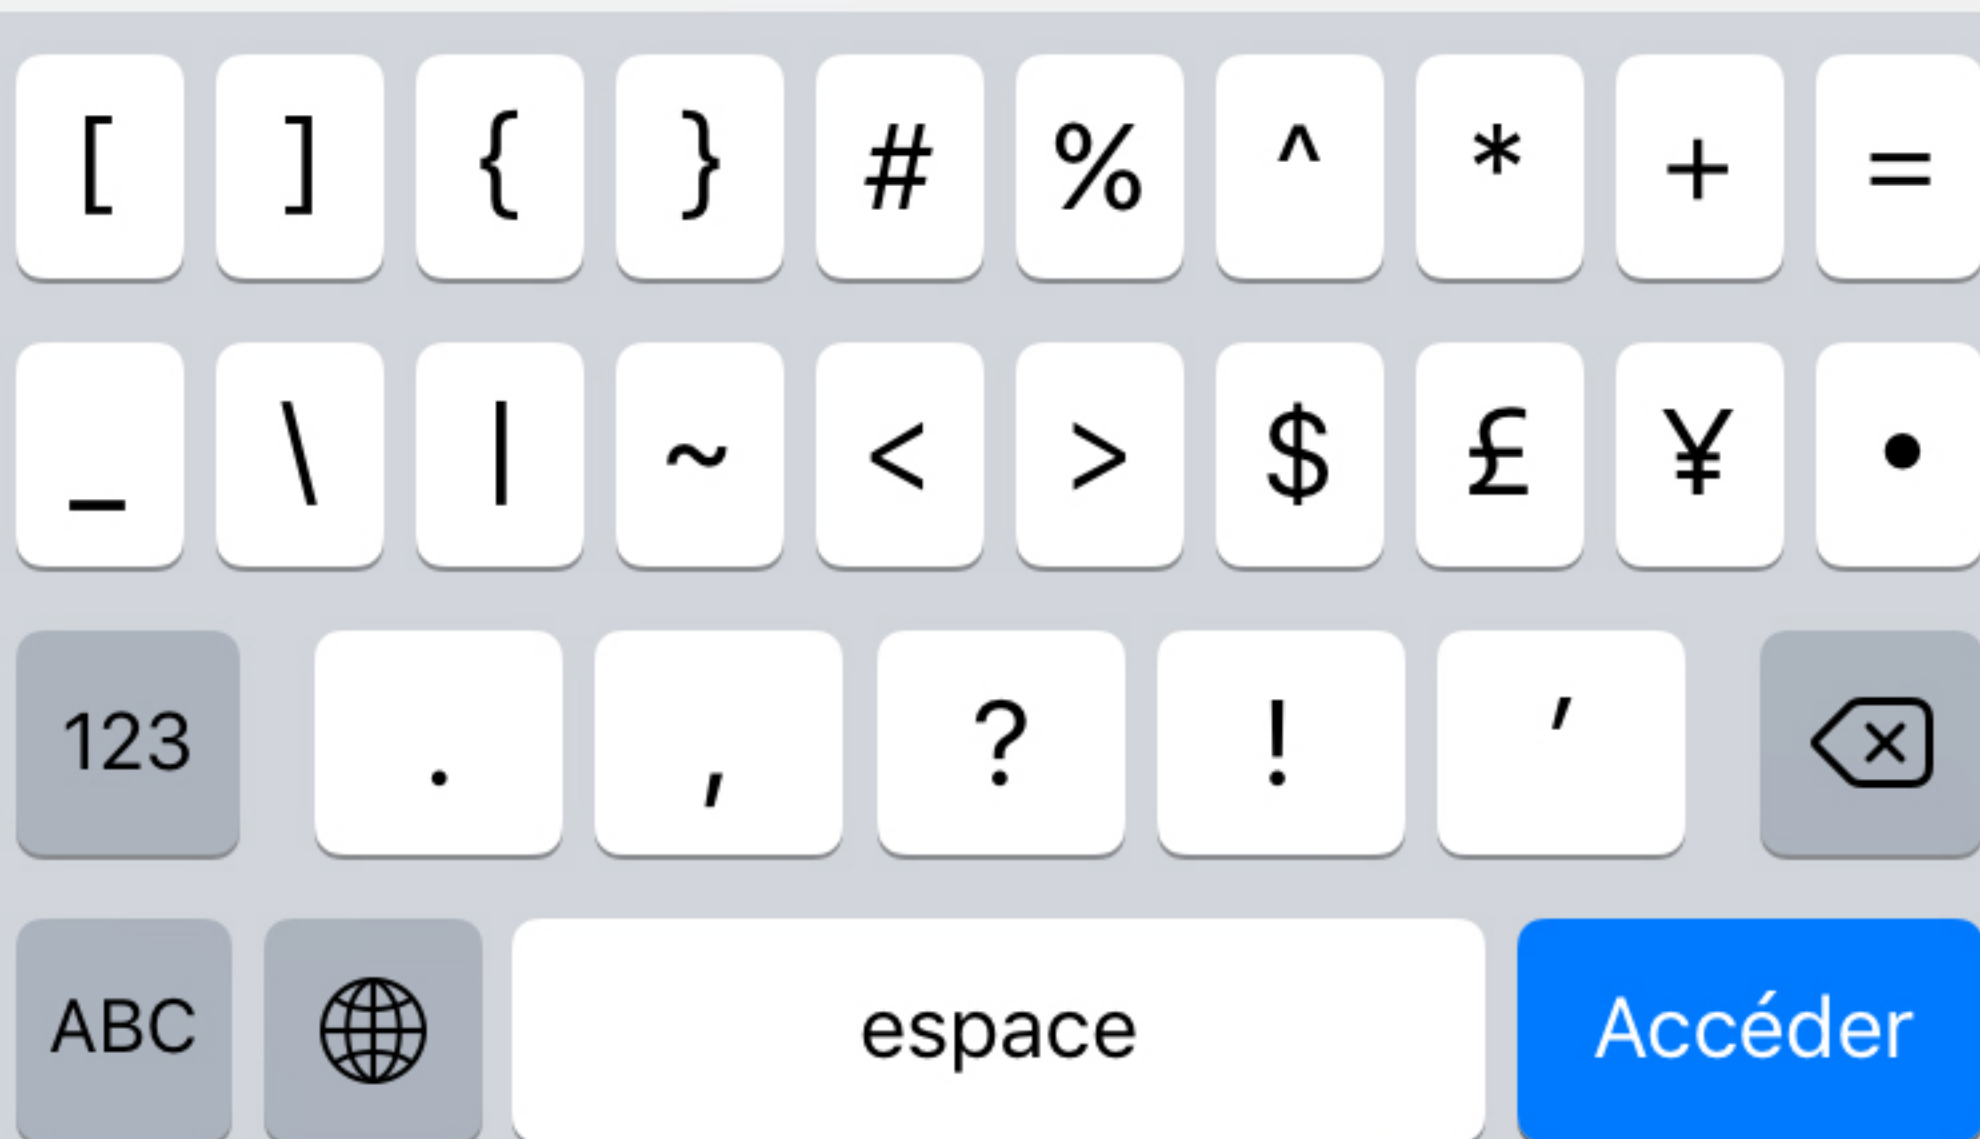 [ ] { } # % ^ * + =
_ \ | ~ < > $ £ ¥ •
123 . , ? ! ’
ABC espace Accéder